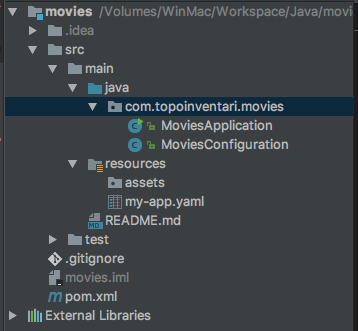 movies /Volumes/WinMac/Workspace/Java/movi
.idea
src
main
java
com.topoinventari.movies
MoviesApplication
MoviesConfiguration
resources
assets
my-app.yaml
README.md
test
.gitignore
movies.iml
pom.xml
External Libraries